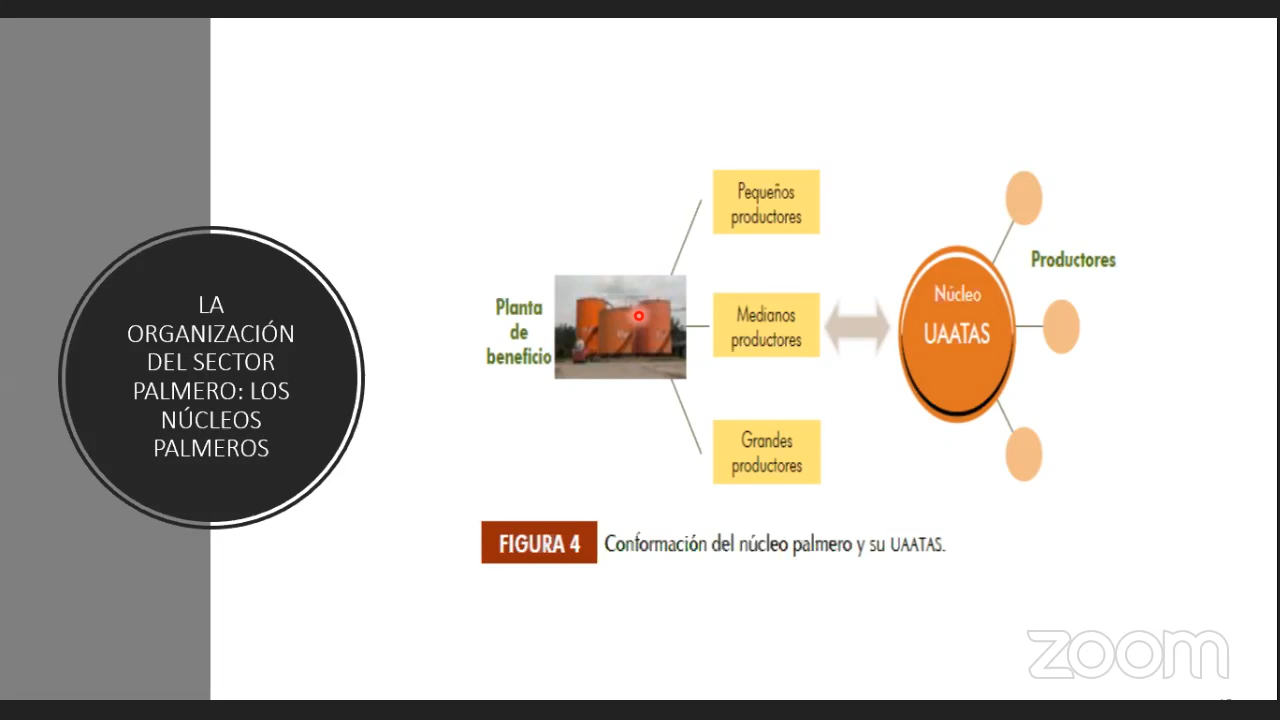 LA
ORGANIZACIÓN
DEL SECTOR
PALMERO: LOS
NÚCLEOS
PALMEROS
Planta
de
beneficio
Pequeños
productores
Medianos
productores
Grandes
productores
Núcleo
UAATAS
Productores
FIGURA 4
Conformación del núcleo palmero y su UAATAS.
zoom